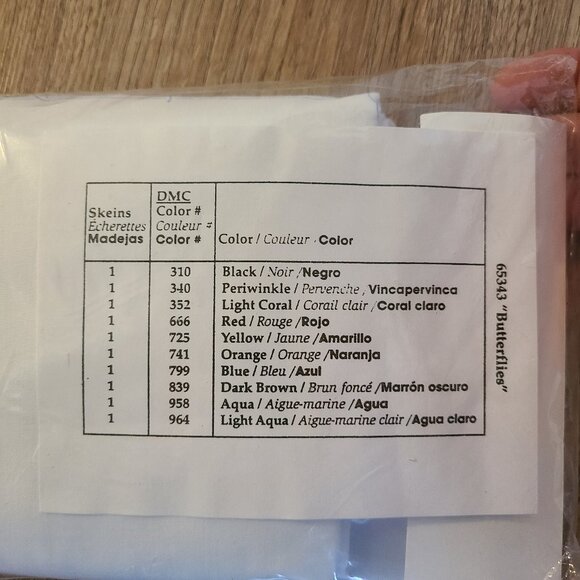 Skeins
Écherettes
Madejas
DMC
Color #
Couleur #
Color #
Color / Couleur . Color
1 310 Black / Noir /Negro
1 340 Periwinkle / Pervenche , Vincapervinca
1 352 Light Coral / Corail clair /Coral claro
1 666 Red / Rouge /Rojo
1 725 Yellow / Jaune /Amarillo
1 741 Orange / Orange /Naranja
1 799 Blue / Bleu /Azul
1 839 Dark Brown / Brun foncé /Marrón oscuro
1 958 Aqua / Aigue-marine /Agua
1 964 Light Aqua / Aigue-marine clair /Agua claro
65343 "Butterflies"